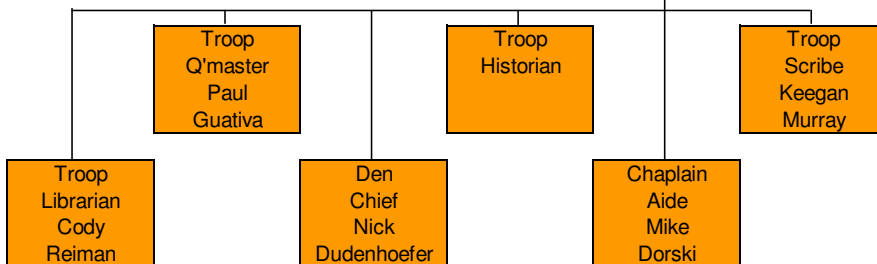 Troop
Q'master
Paul
Guativa
Troop
Historian
Troop
Scribe
Keegan
Murray
Troop
Librarian
Cody
Reiman
Den
Chief
Nick
Dudenhoefer
Chaplain
Aide
Mike
Dorski